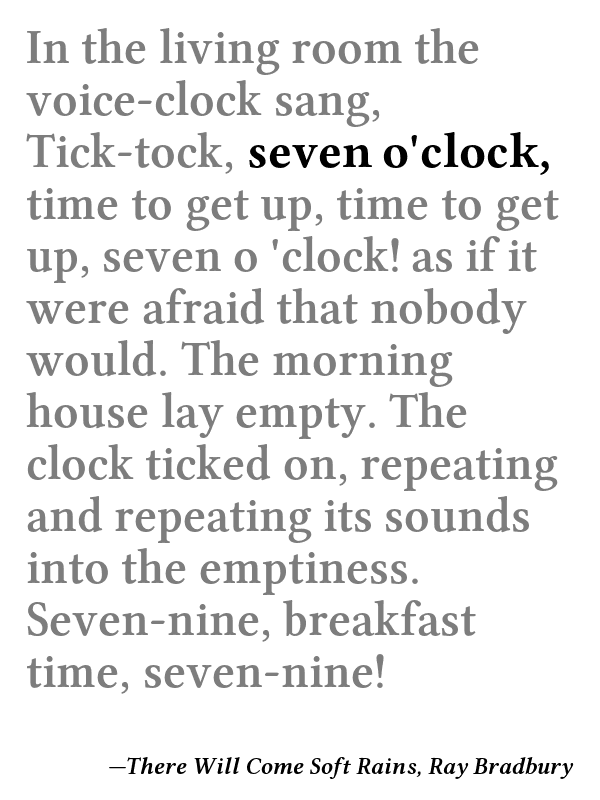 In the living room the
voice-clock sang,
Tick-tock, seven o'clock,
time to get up, time to get
up, seven o 'clock! as if it
were afraid that nobody
would. The morning
house lay empty. The
clock ticked on, repeating
and repeating its sounds
into the emptiness.
Seven-nine, breakfast
time, seven-nine!
—There Will Come Soft Rains, Ray Bradbury